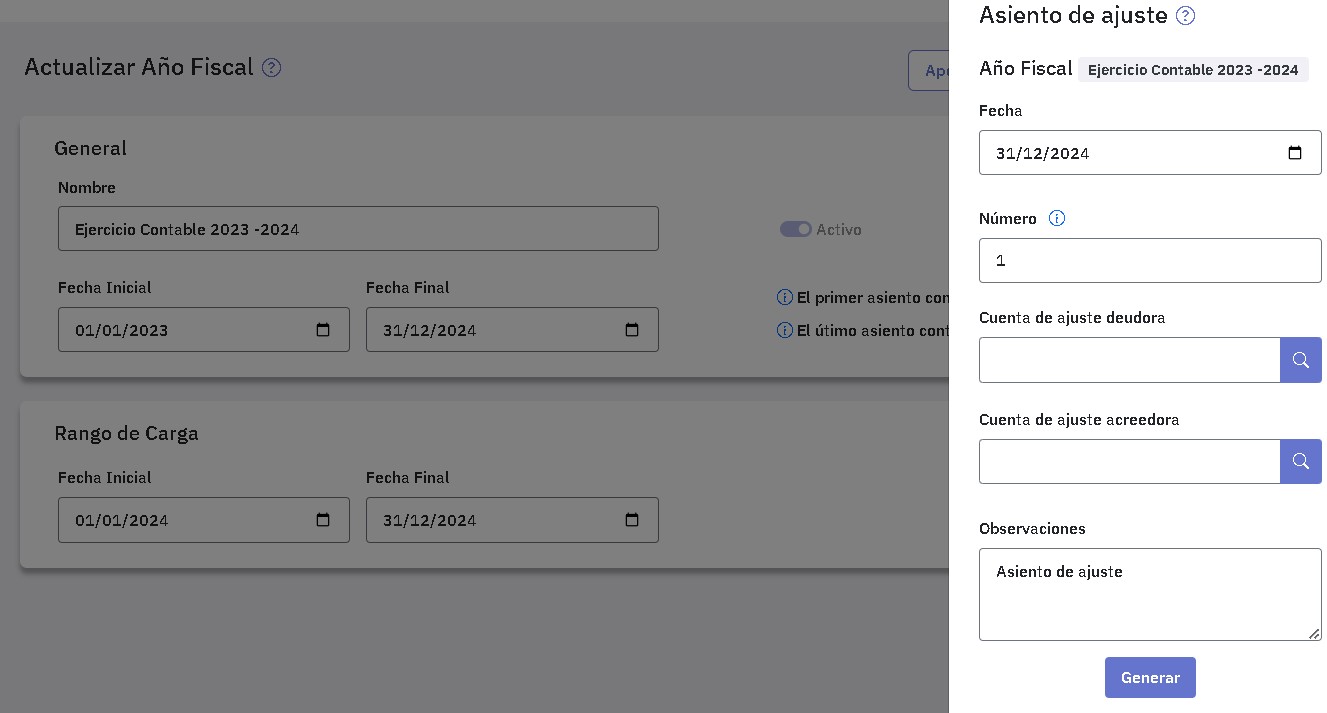 Actualizar Año Fiscal
General
Nombre
Ejercicio Contable 2023 -2024
Activo
Fecha Inicial
Fecha Final
01/01/2023
31/12/2024
El primer asiento
El útimo asiento
Rango de Carga
Fecha Inicial
Fecha Final
01/01/2024
31/12/2024
Asiento de ajuste
Año Fiscal Ejercicio Contable 2023 -2024
Fecha
31/12/2024
Número
1
Cuenta de ajuste deudora
Cuenta de ajuste acreedora
Observaciones
Asiento de ajuste
Generar